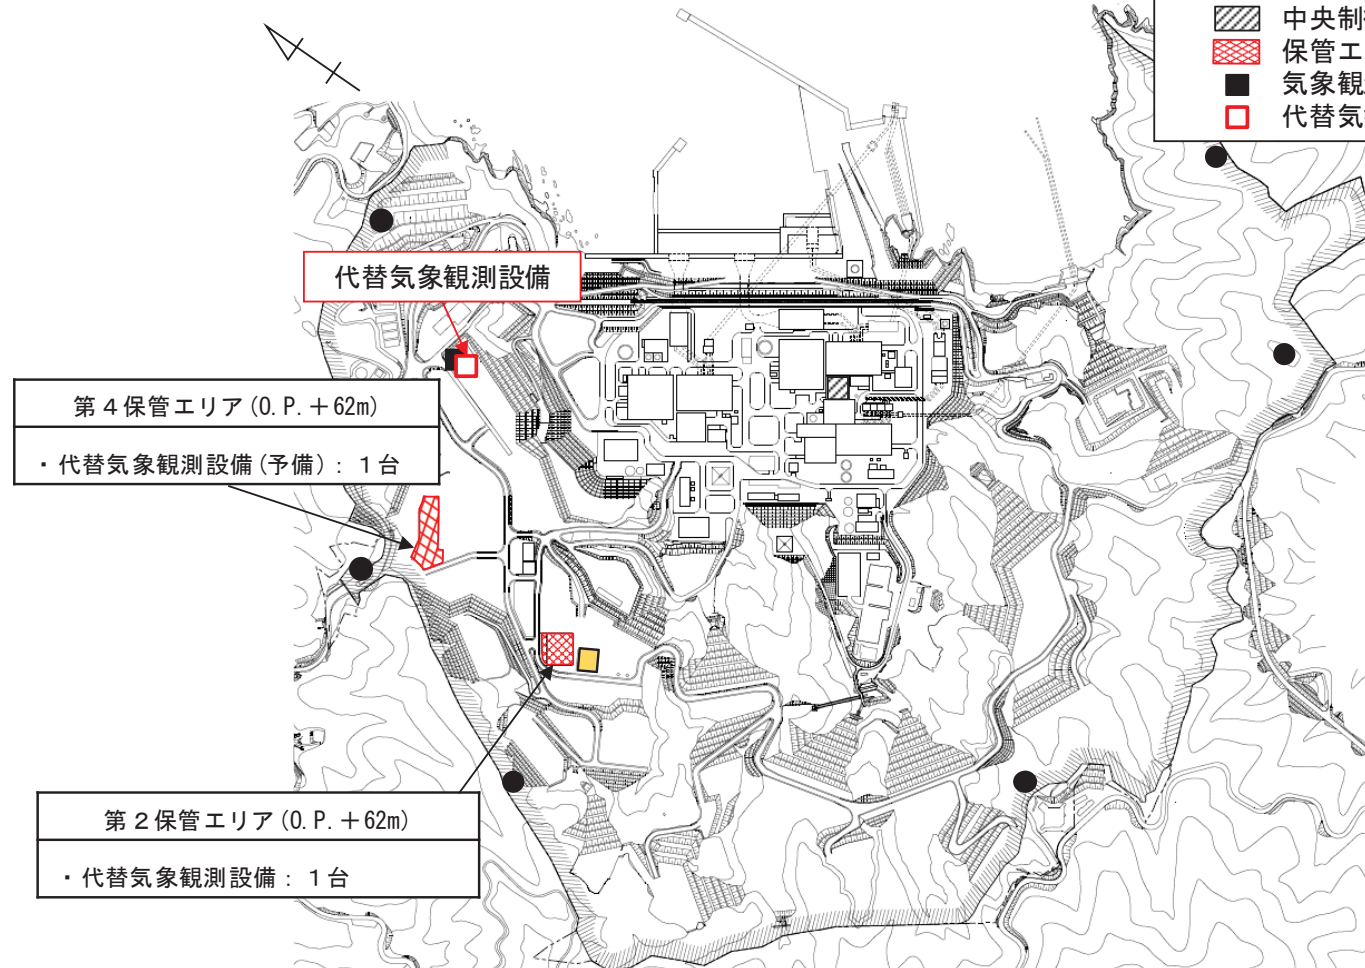 中央制
保管エ
気象観
代替気
代替気象観測設備
第4保管エリア(O.P.+62m)
・代替気象観測設備(予備):1台
第2保管エリア(O.P.+62m)
・代替気象観測設備:1台